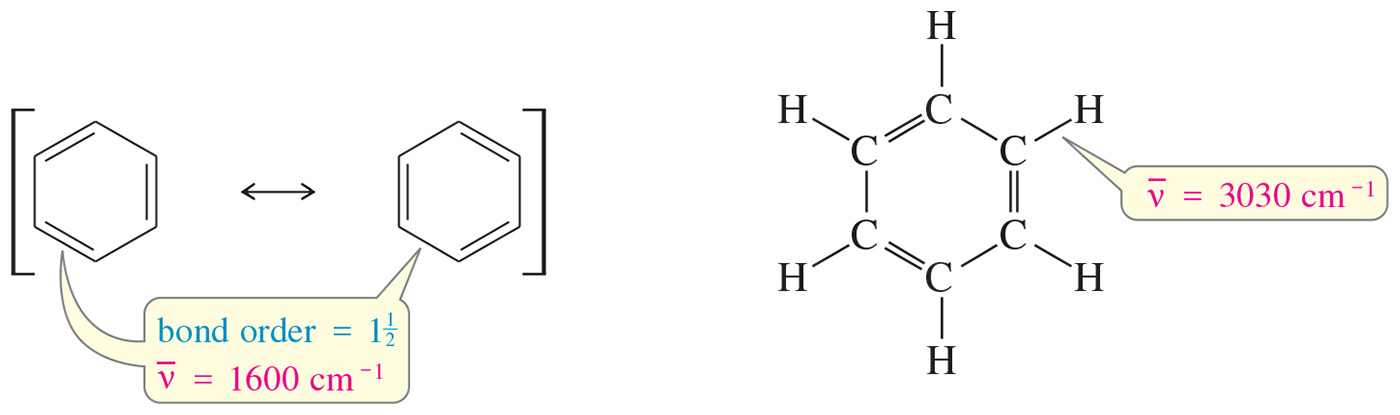 bond order = 1½
ν̅ = 1600 cm⁻¹
H
H
C
H
C
C
ν̅ = 3030 cm⁻¹
C
C
H
C
H
H